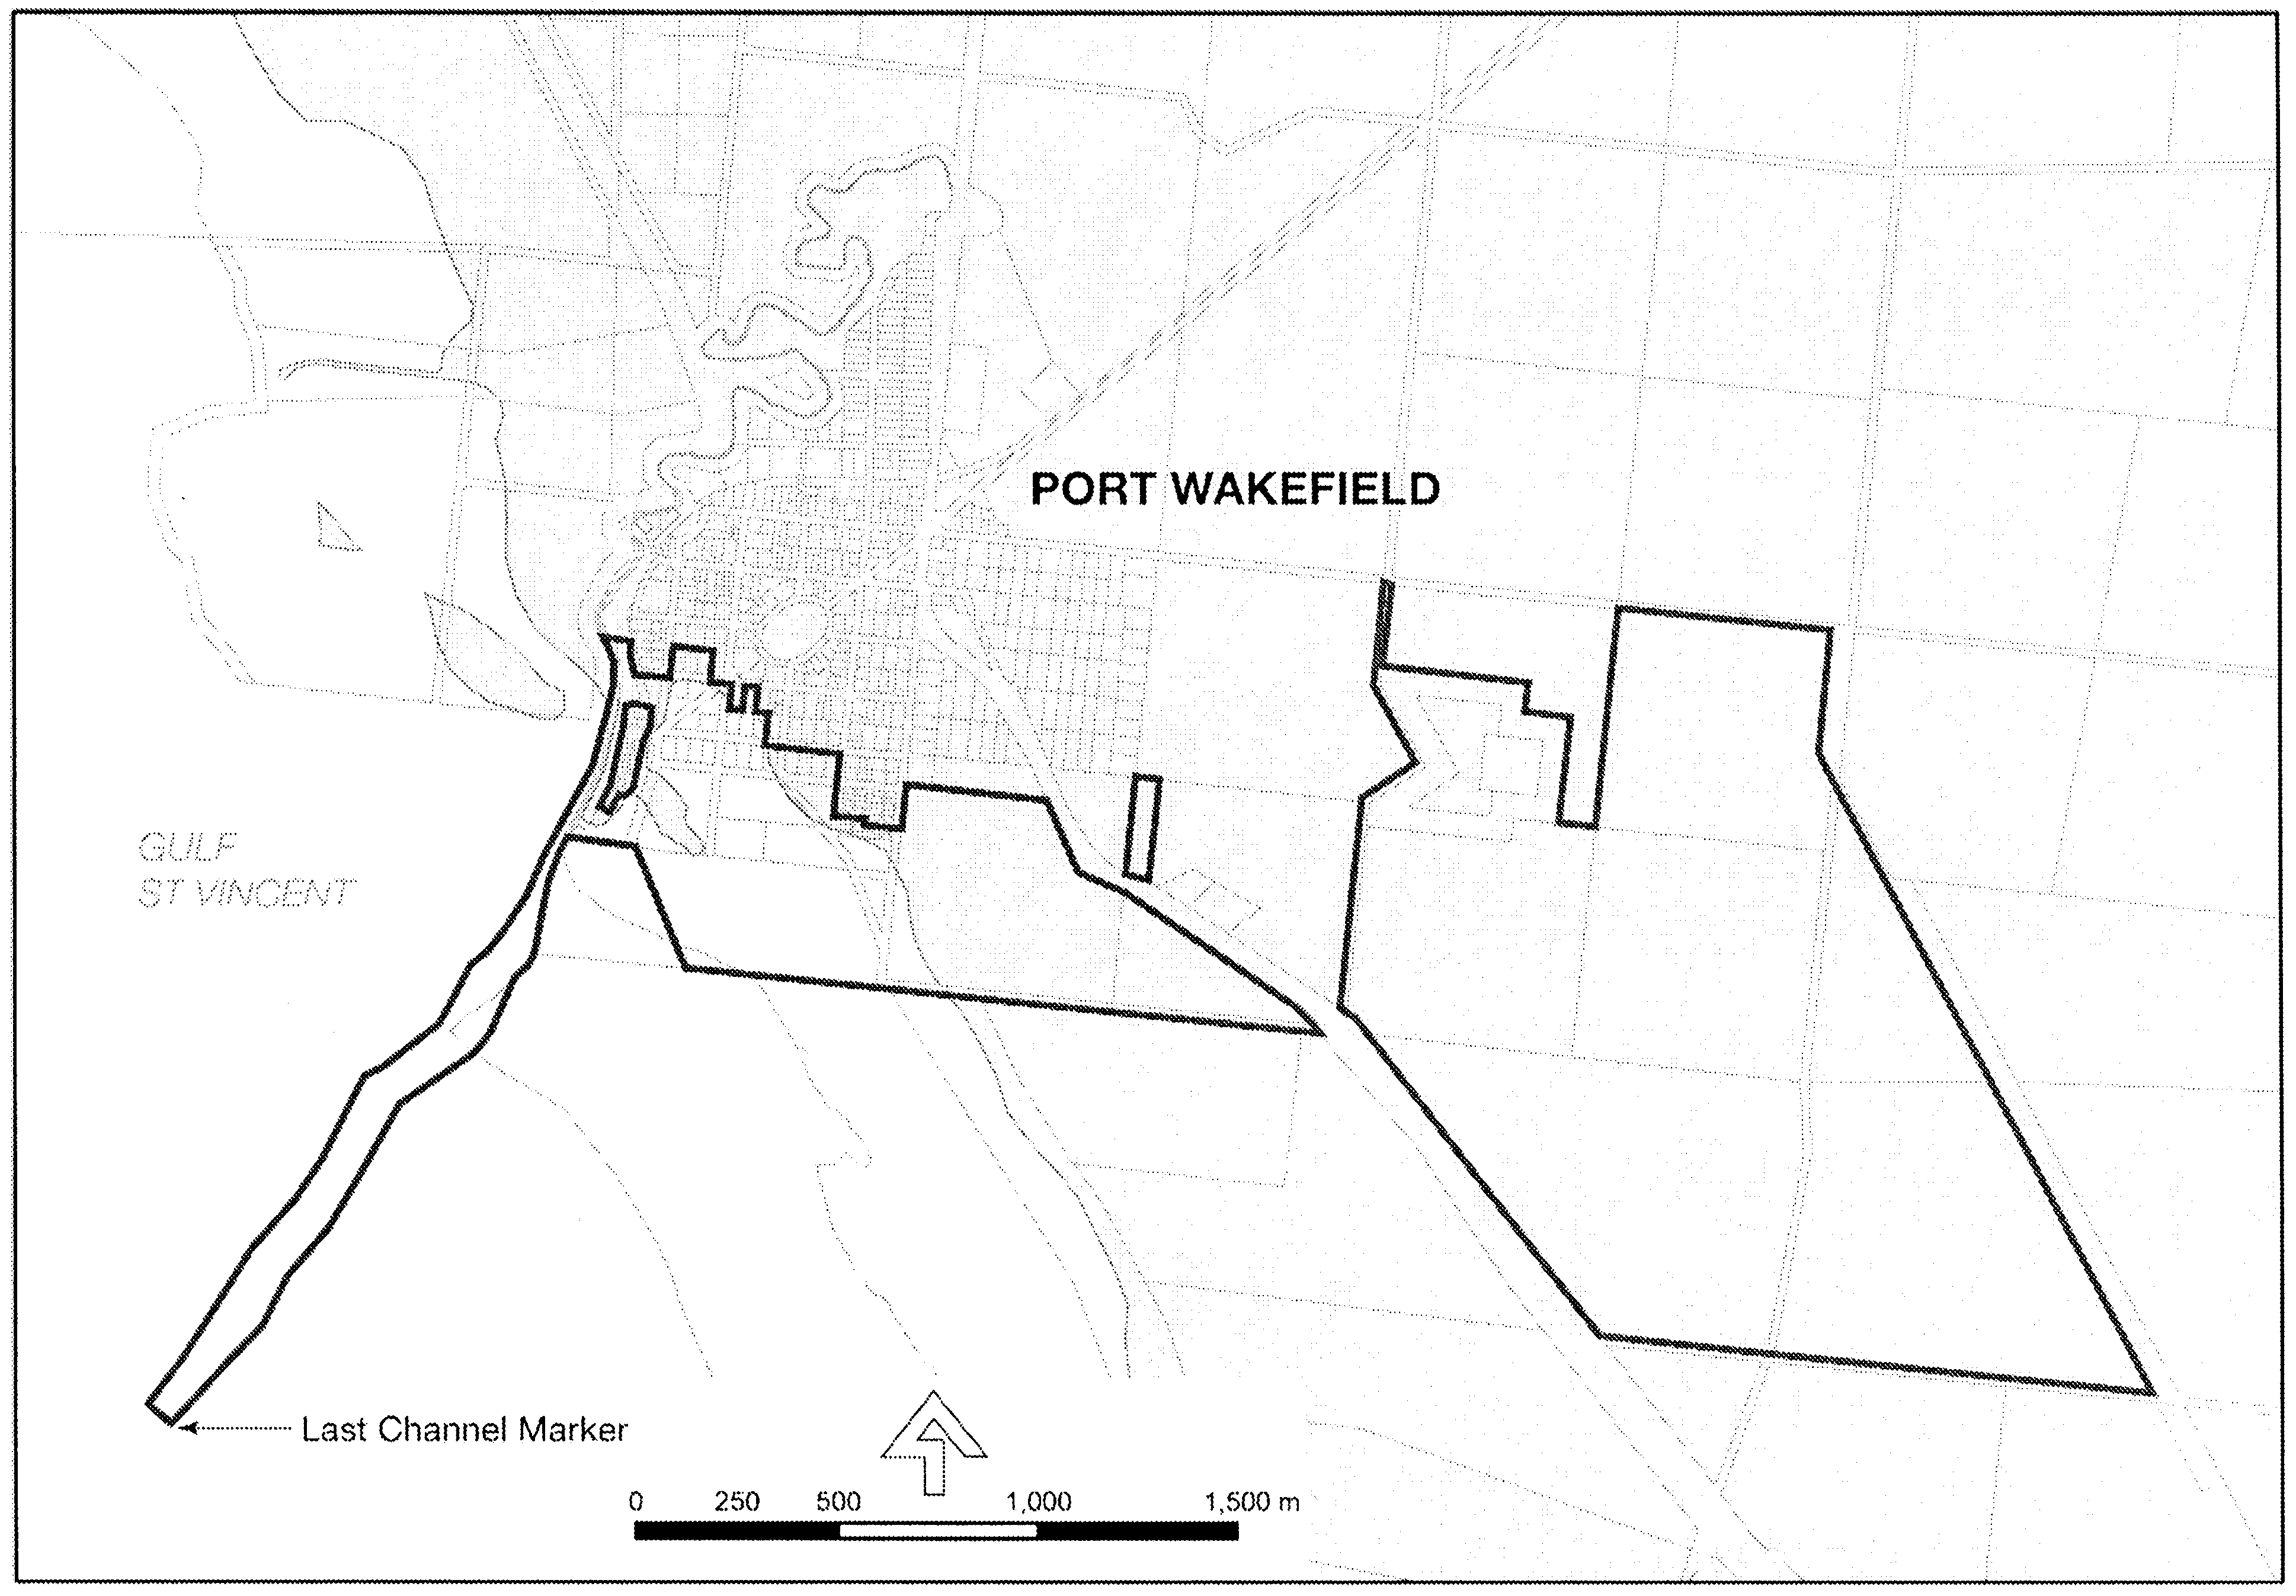 PORT WAKEFIELD
GULF
ST VINCENT
Last Channel Marker
0 250 500 1,000 1,500 m